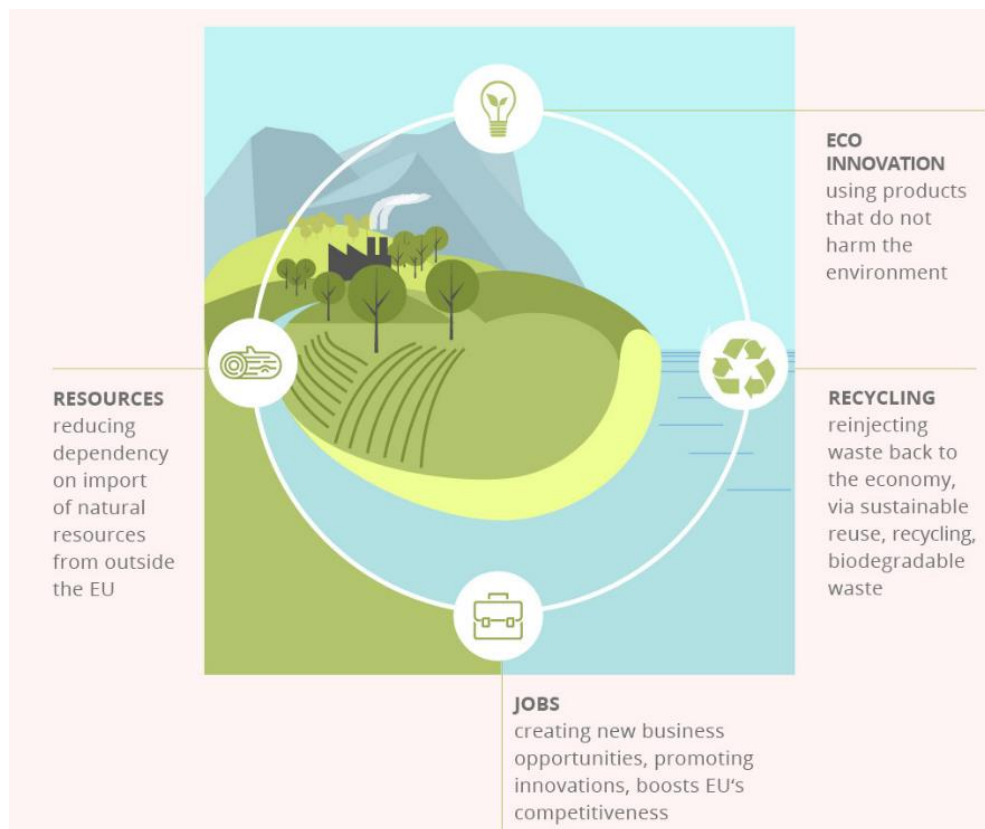 ECO
INNOVATION
using products
that do not
harm the
environment
RESOURCES
reducing
dependency
on import
of natural
resources
from outside
the EU
RECYCLING
reinjecting
waste back to
the economy,
via sustainable
reuse, recycling,
biodegradable
waste
JOBS
creating new business
opportunities, promoting
innovations, boosts EU‘s
competitiveness